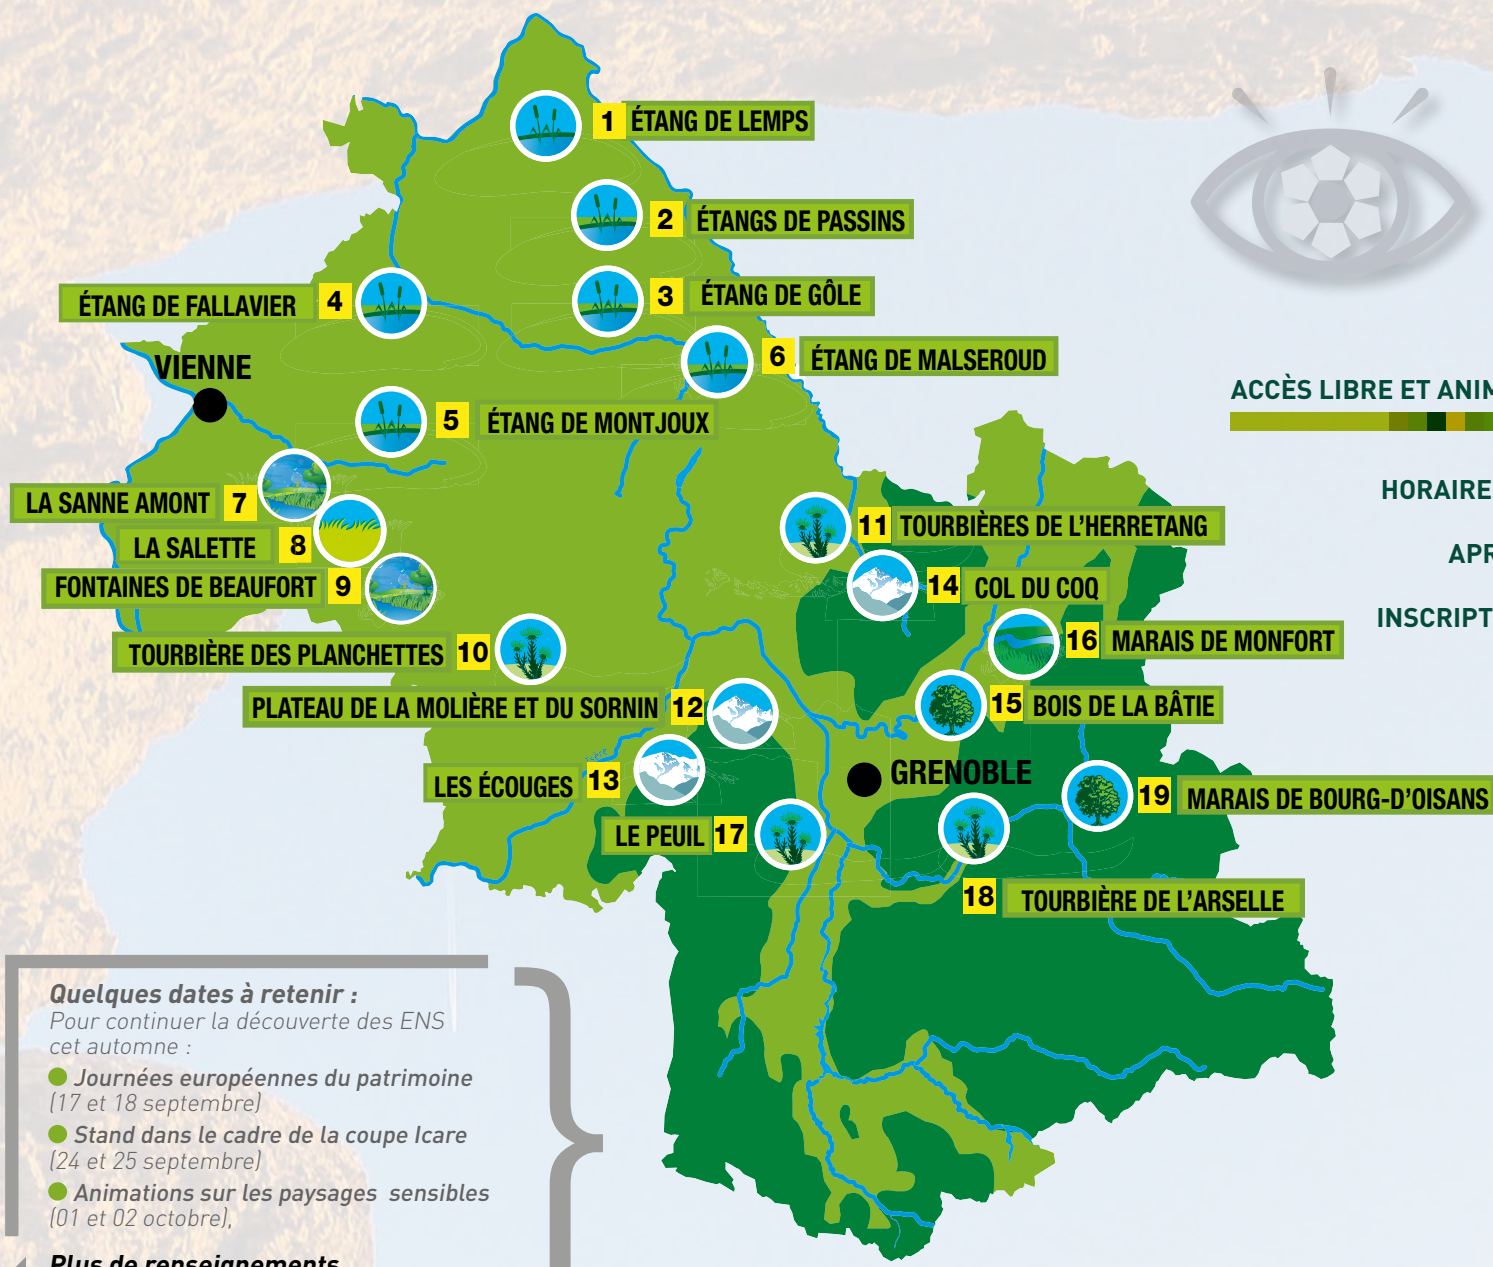 1 ÉTANG DE LEMPS
2 ÉTANGS DE PASSINS
3 ÉTANG DE GÔLE
ÉTANG DE FALLAVIER 4
6 ÉTANG DE MALSEROUD
VIENNE
5 ÉTANG DE MONTJOUX
ACCÈS LIBRE ET ANIM
LA SANNE AMONT 7
HORAIRE
11 TOURBIÈRES DE L'HERRETANG
LA SALETTE 8
APR
FONTAINES DE BEAUFORT 9
14 COL DU COQ
INSCRIPT
16 MARAIS DE MONFORT
TOURBIÈRE DES PLANCHETTES 10
PLATEAU DE LA MOLIÈRE ET DU SORNIN 12
15 BOIS DE LA BÂTIE
GRENOBLE
LES ÉCOUGES 13
19 MARAIS DE BOURG-D'OISANS
LE PEUIL 17
18 TOURBIÈRE DE L'ARSELLE
Quelques dates à retenir :
Pour continuer la découverte des ENS
cet automne :
Journées européennes du patrimoine
(17 et 18 septembre)
Stand dans le cadre de la coupe Icare
(24 et 25 septembre)
Animations sur les paysages sensibles
(01 et 02 octobre),
Plus de renseignements